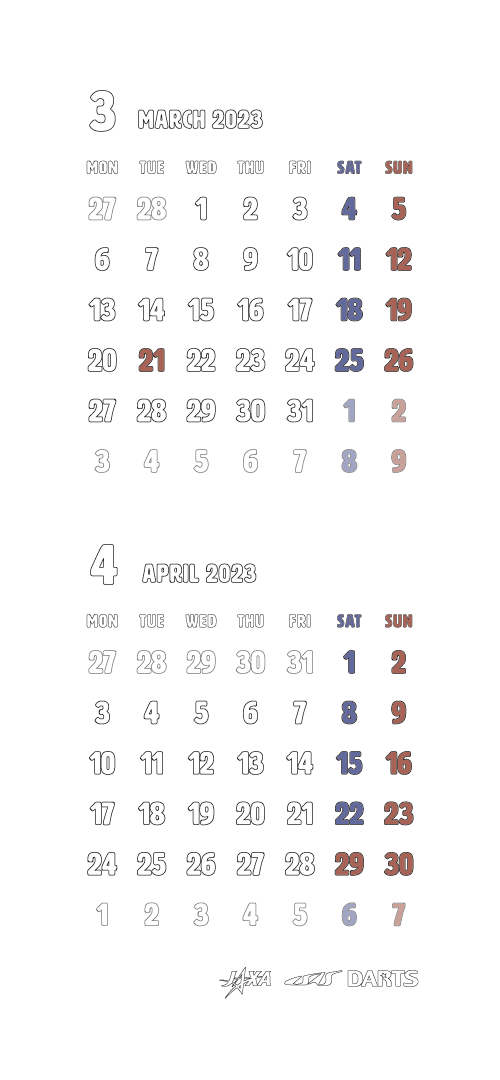 3 MARCH 2023
MON TUE WED THU FRI SAT SUN
27 28 1 2 3 4 5
6 7 8 9 10 11 12
13 14 15 16 17 18 19
20 21 22 23 24 25 26
27 28 29 30 31 1 2
3 4 5 6 7 8 9
4 APRIL 2023
MON TUE WED THU FRI SAT SUN
27 28 29 30 31 1 2
3 4 5 6 7 8 9
10 11 12 13 14 15 16
17 18 19 20 21 22 23
24 25 26 27 28 29 30
1 2 3 4 5 6 7
JAXA ISAS DARTS